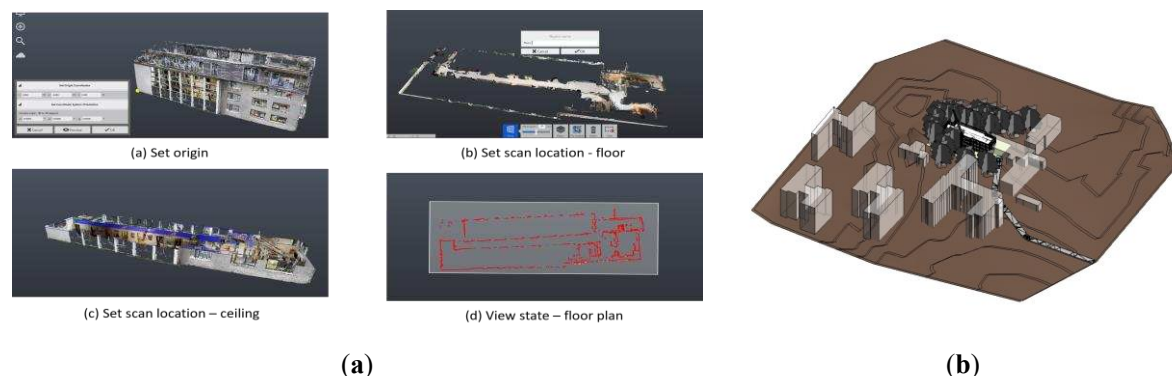 (a) Set origin
(b) Set scan location - floor
(c) Set scan location – ceiling
(d) View state – floor plan
(a)
(b)